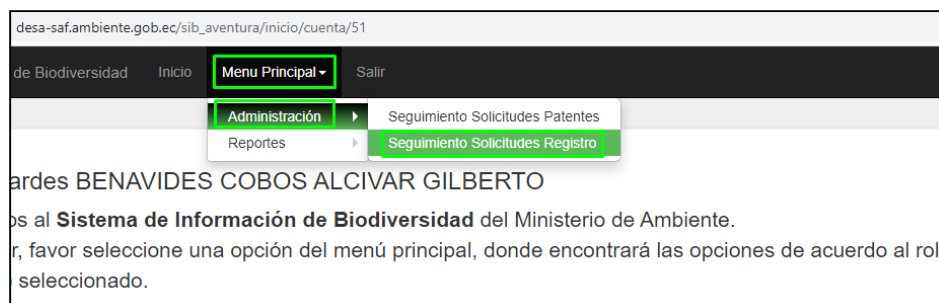 desa-saf.ambiente.gob.ec/sib_aventura/inicio/cuenta/51
de Biodiversidad Inicio Menu Principal Salir
Administración Seguimiento Solicitudes Patentes
Reportes Seguimiento Solicitudes Registro
ardes BENAVIDES COBOS ALCIVAR GILBERTO
os al Sistema de Información de Biodiversidad del Ministerio de Ambiente.
r, favor seleccione una opción del menú principal, donde encontrará las opciones de acuerdo al rol
seleccionado.